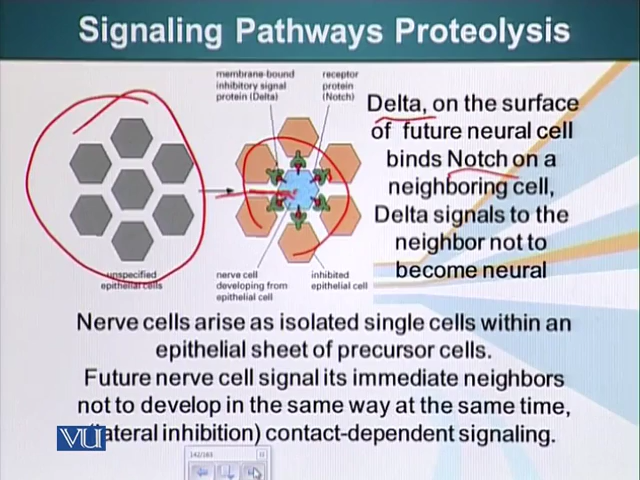 Signaling Pathways Proteolysis
membrane-bound
inhibitory signal
protein (Delta)
receptor
protein
(Notch)
unspecified
epithelial cells
nerve cell
developing from
epithelial cell
inhibited
epithelial cell
Delta, on the surface
of future neural cell
binds Notch on a
neighboring cell,
Delta signals to the
neighbor not to
become neural
Nerve cells arise as isolated single cells within an
epithelial sheet of precursor cells.
Future nerve cell signal its immediate neighbors
not to develop in the same way at the same time,
(lateral inhibition) contact-dependent signaling.
VU
142/163